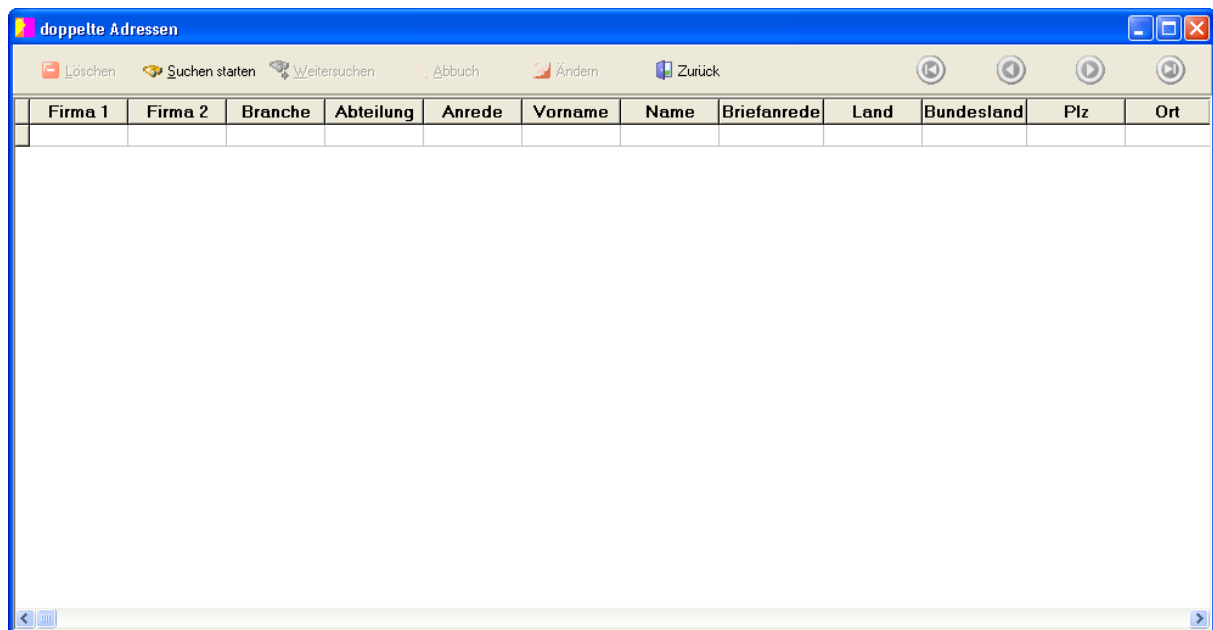 doppelte Adressen
Löschen Suchen starten Weitersuchen Abbuch Ändern Zurück
Firma 1 Firma 2 Branche Abteilung Anrede Vorname Name Briefanrede Land Bundesland Plz Ort